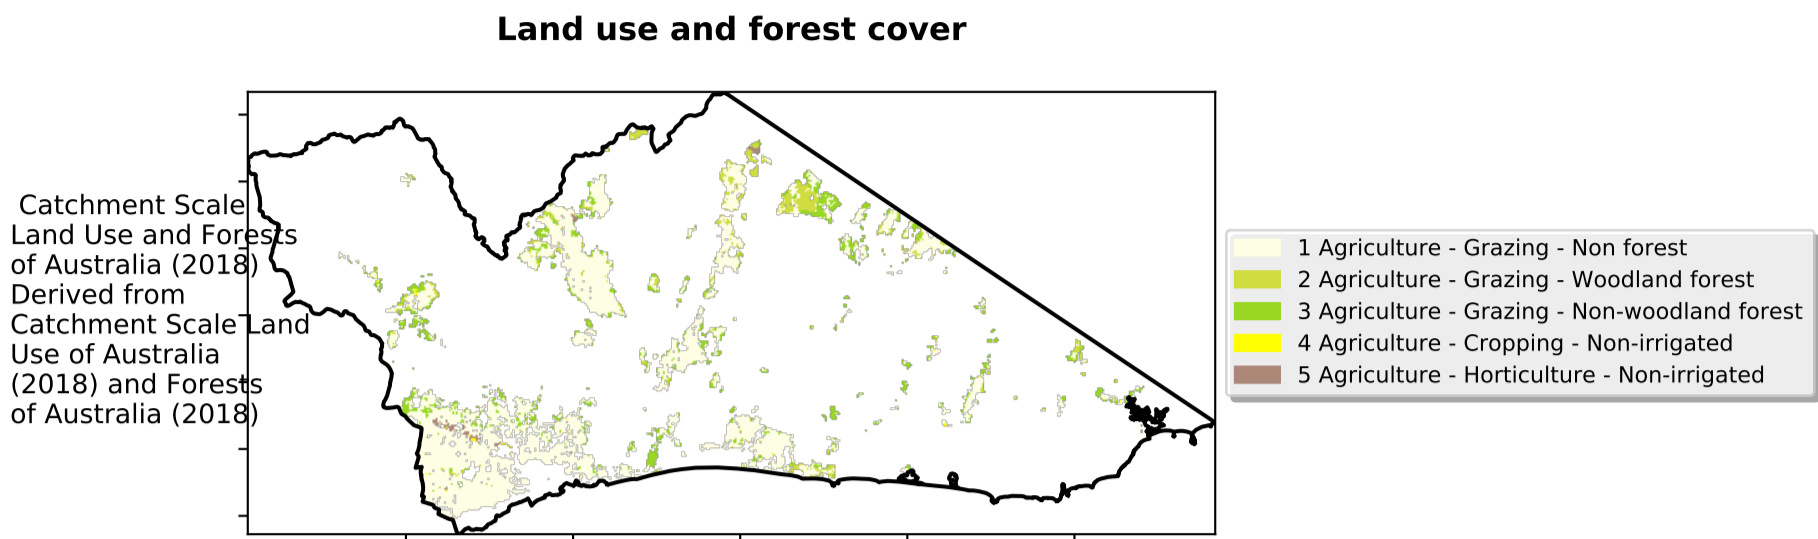 Land use and forest cover
Catchment Scale
Land Use and Forests
of Australia (2018)
Derived from
Catchment Scale Land
Use of Australia
(2018) and Forests
of Australia (2018)
1 Agriculture - Grazing - Non forest
2 Agriculture - Grazing - Woodland forest
3 Agriculture - Grazing - Non-woodland forest
4 Agriculture - Cropping - Non-irrigated
5 Agriculture - Horticulture - Non-irrigated